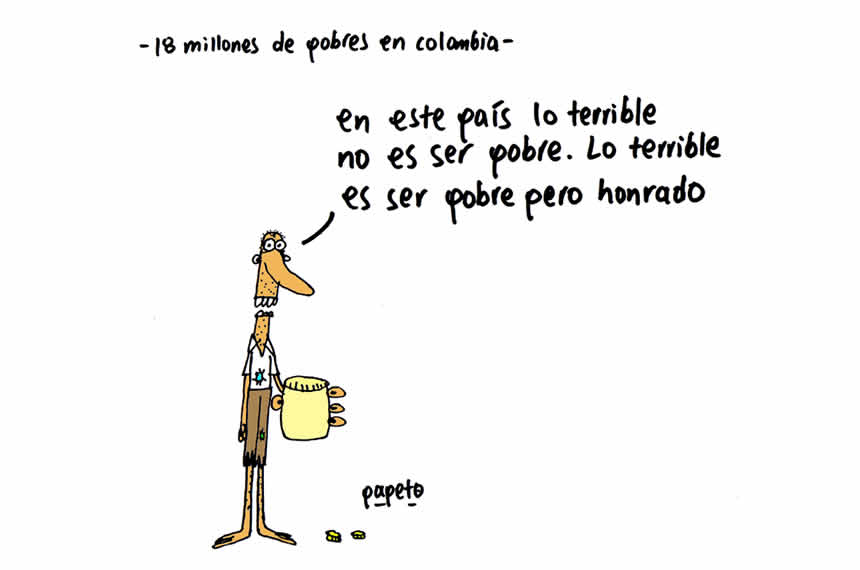 -18 millones de pobres en colombia-
en este país lo terrible
no es ser pobre. Lo terrible
es ser pobre pero honrado
papeto